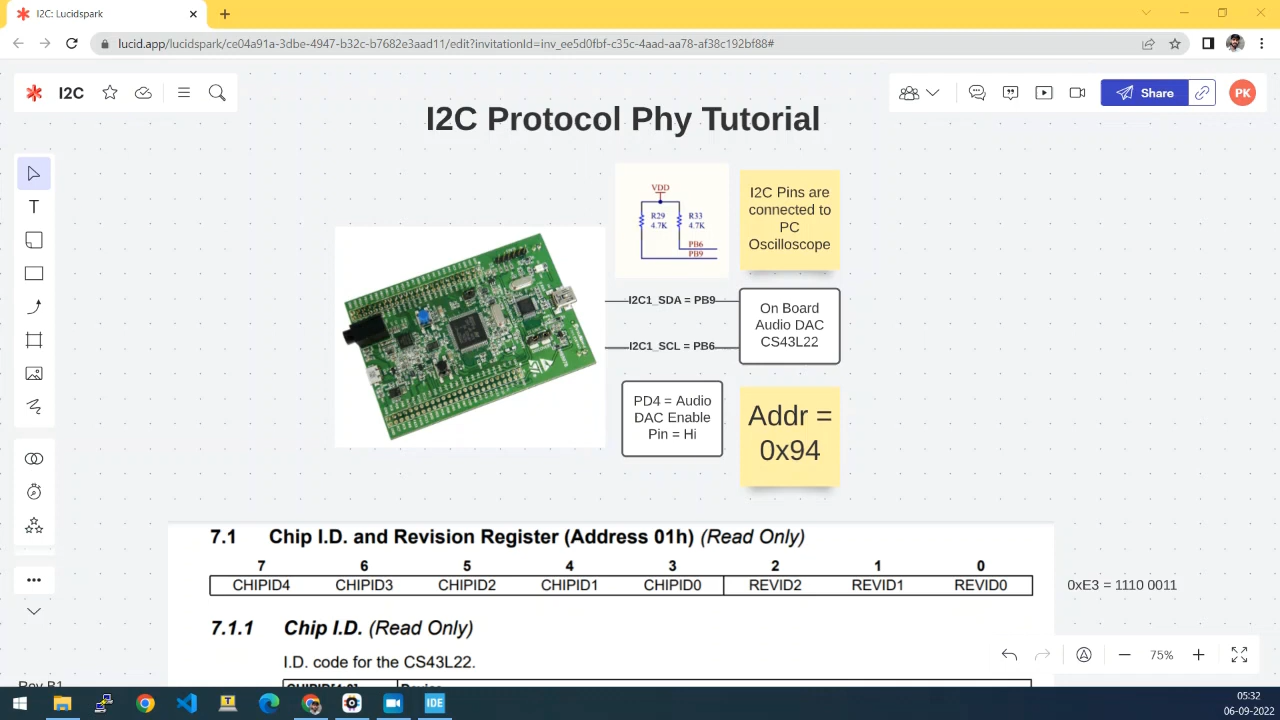 I2C: Lucidspark
lucid.app/lucidspark/ce04a91a-3dbe-4947-b32c-b7682e3aad11/edit?invitationId=inv_ee5d0fbf-c35c-4aad-aa78-af38c192bf88#
I2C
Share
PK
I2C Protocol Phy Tutorial
T
VDD
R29
4.7K
R33
4.7K
PB6
PB9
I2C Pins are
connected to
PC
Oscilloscope
I2C1_SDA = PB9
I2C1_SCL = PB6
On Board
Audio DAC
CS43L22
PD4 = Audio
DAC Enable
Pin = Hi
Addr =
0x94
7.1 Chip I.D. and Revision Register (Address 01h) (Read Only)
7 6 5 4 3 2 1 0
CHIPID4 CHIPID3 CHIPID2 CHIPID1 CHIPID0 REVID2 REVID1 REVID0
0xE3 = 1110 0011
7.1.1 Chip I.D. (Read Only)
I.D. code for the CS43L22.
75%
Rev B1
IDE
05:32
06-09-2022